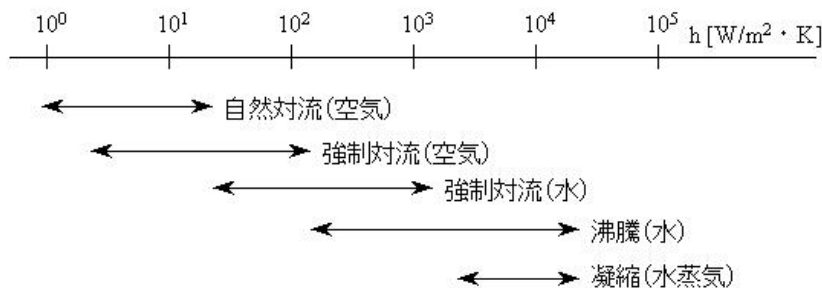 10⁰ 10¹ 10² 10³ 10⁴ 10⁵ h [W/m²・K]
自然対流(空気)
強制対流(空気)
強制対流(水)
沸騰(水)
凝縮(水蒸気)